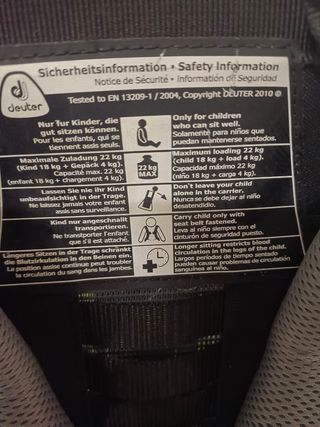 deuter
Sicherheitsinformation • Safety Information
Notice de Sécurité • Información de Seguridad
Tested to EN 13209-1 / 2004, Copyright DEUTER 2010 ©
Nur für Kinder, die
gut sitzen können.
Pour les enfants, qui se
tiennent assis seuls.
Only for children
who can sit well.
Solamente para niños que
puedan mantenerse sentados.
Maximale Zuladung 22 kg
(Kind 18 kg + Gepäck 4 kg).
Capacité max. 22 kg
(enfant 18 kg + chargement 4 kg).
22 kg
MAX
Maximum loading 22 kg
(child 18 kg + load 4 kg).
Capacidad máximo 22 kg
(niño 18 kg + carga 4 kg).
Lassen Sie nie Ihr Kind
unbeaufsichtigt in der Trage.
Ne laissez jamais votre enfant
assis sans surveillance.
Don't leave your child
alone in the carrier.
Nunca se debe dejar al niño
desatendido.
Kind nur angeschnallt
transportieren.
Ne transporter l'enfant
que s'il est attaché.
Carry child only with
seat belt fastened.
Lleva al niño siempre con el
cinturón de seguridad puesto.
Längeres Sitzen in der Trage schränkt
die Blutzirkulation in den Beinen ein.
La position assise continue peut troubler
la circulation du sang dans les jambes.
Longer sitting restricts blood
circulation in the legs of the child.
Largos períodos de tiempo sentado
pueden causar problemas de circulación
sanguínea al niño.